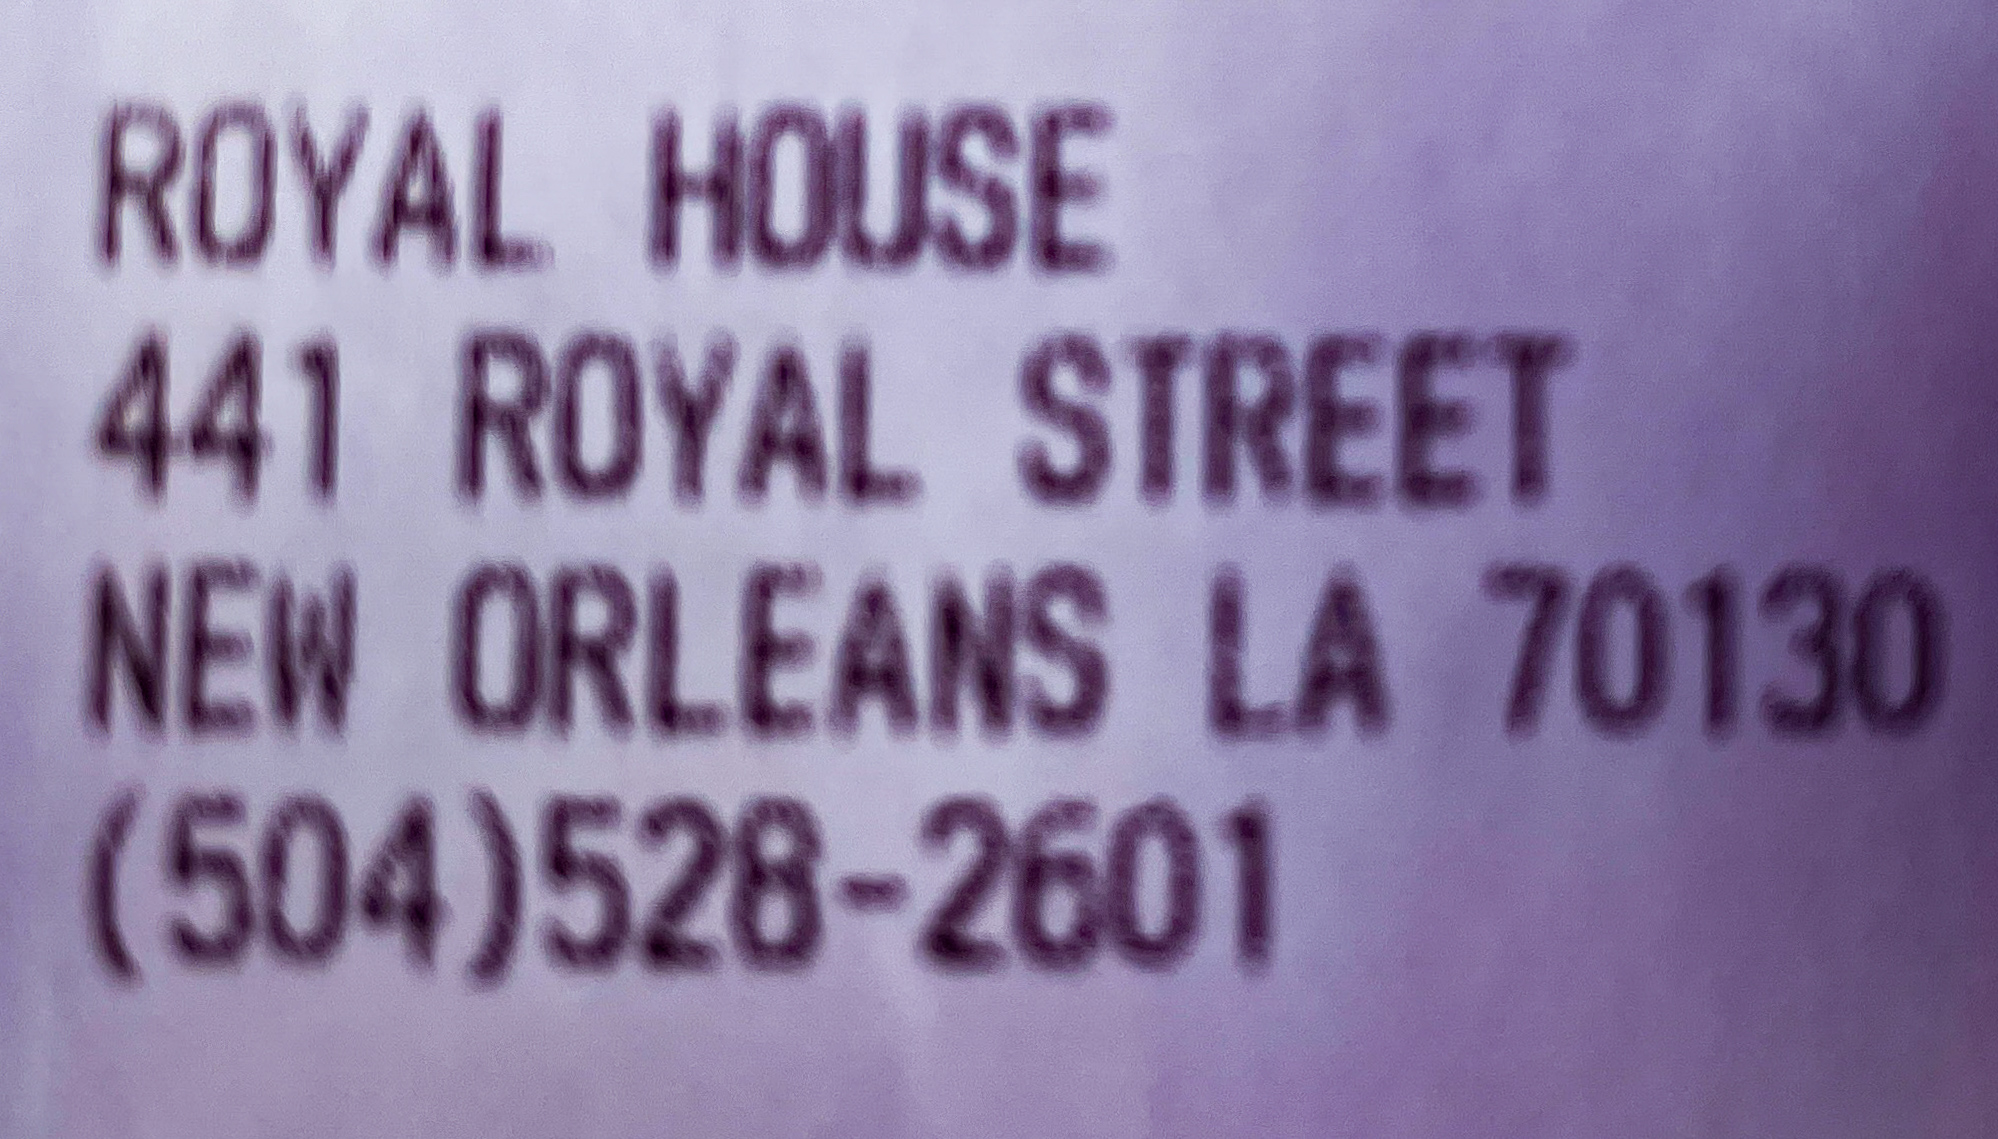 ROYAL HOUSE
441 ROYAL STREET
NEW ORLEANS LA 70130
(504)528-2601